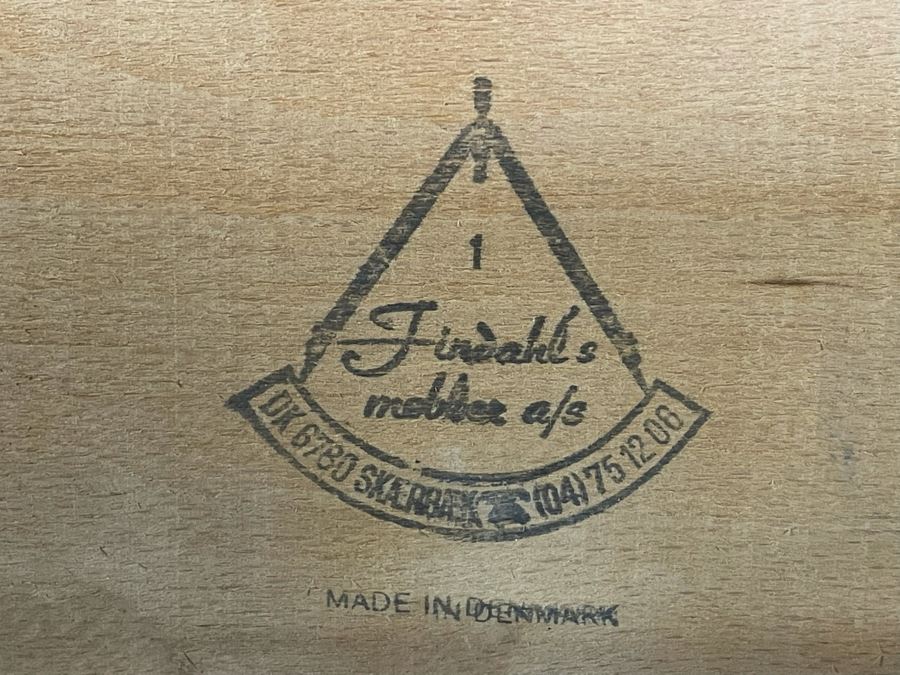 1
Findahl's
møbler a/s
DK 6780 SKÆRBÆK ☎ (04) 75 12 06
MADE IN DENMARK